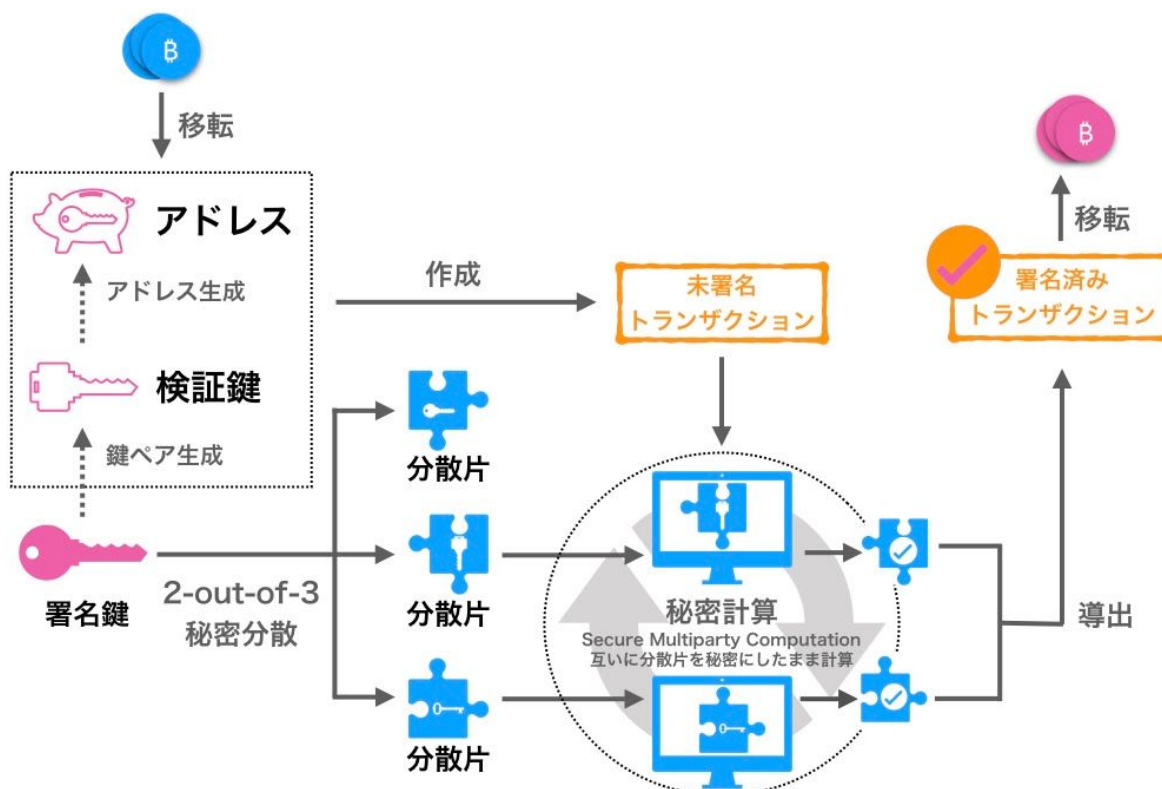 移転
アドレス
アドレス生成
検証鍵
鍵ペア生成
署名鍵
2-out-of-3
秘密分散
分散片
分散片
分散片
作成
未署名
トランザクション
秘密計算
Secure Multiparty Computation
互いに分散片を秘密にしたまま計算
導出
署名済み
トランザクション
移転